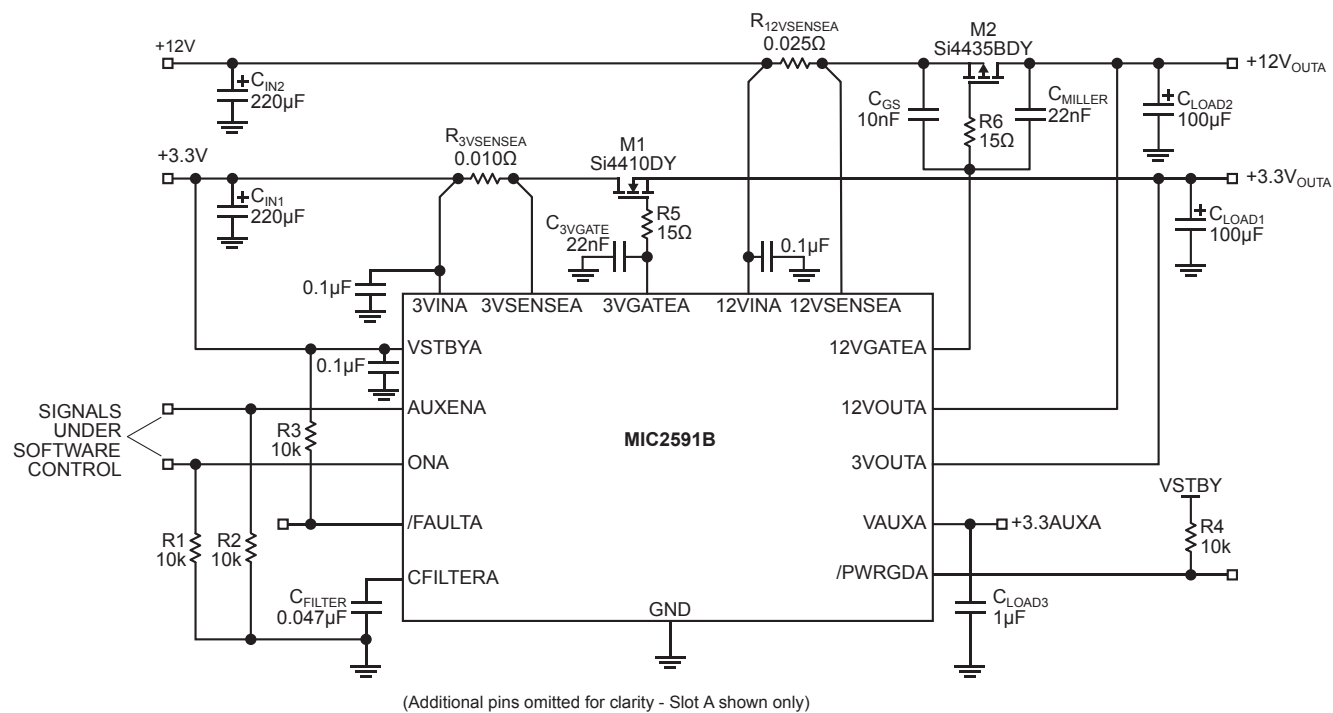 R12VSENSEA
0.025Ω
M2
Si4435BDY
+12V
+12VOUTA
CIN2
220µF
CGS
10nF
R6
15Ω
CMILLER
22nF
CLOAD2
100µF
R3VSENSEA
0.010Ω
M1
Si4410DY
+3.3V
+3.3VOUTA
CIN1
220µF
C3VGATE
22nF
R5
15Ω
0.1µF
CLOAD1
100µF
0.1µF
3VINA 3VSENSEA 3VGATEA 12VINA 12VSENSEA
VSTBYA
12VGATEA
0.1µF
SIGNALS
UNDER
SOFTWARE
CONTROL
AUXENA
12VOUTA
R3
10k
MIC2591B
ONA
3VOUTA
VSTBY
/FAULTA
VAUXA
+3.3AUXA
R4
10k
R1
10k
R2
10k
CFILTERA
/PWRGDA
CFILTER
0.047µF
GND
CLOAD3
1µF
(Additional pins omitted for clarity - Slot A shown only)